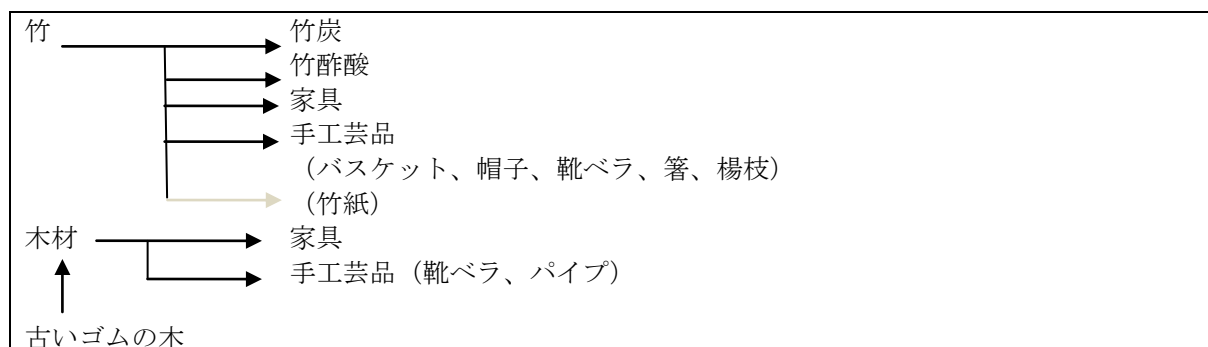 竹
竹炭
竹酢酸
家具
手工芸品
（バスケット、帽子、靴ベラ、箸、楊枝）
（竹紙）
木材
家具
手工芸品（靴ベラ、パイプ）
古いゴムの木